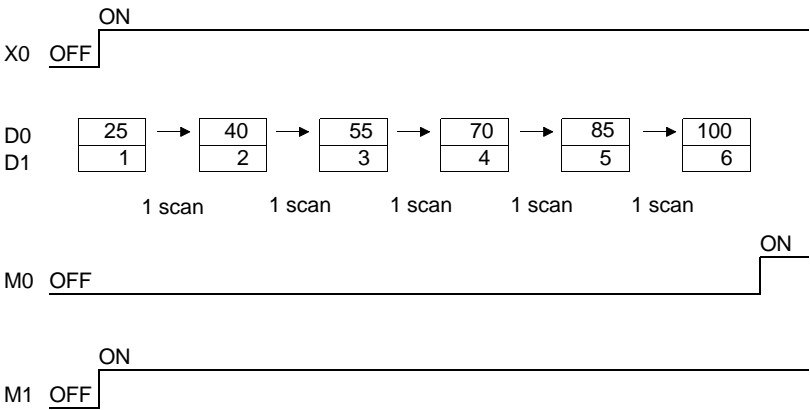 ON
X0 OFF
D0 25 40 55 70 85 100
D1 1 2 3 4 5 6
1 scan 1 scan 1 scan 1 scan 1 scan
ON
M0 OFF
ON
M1 OFF